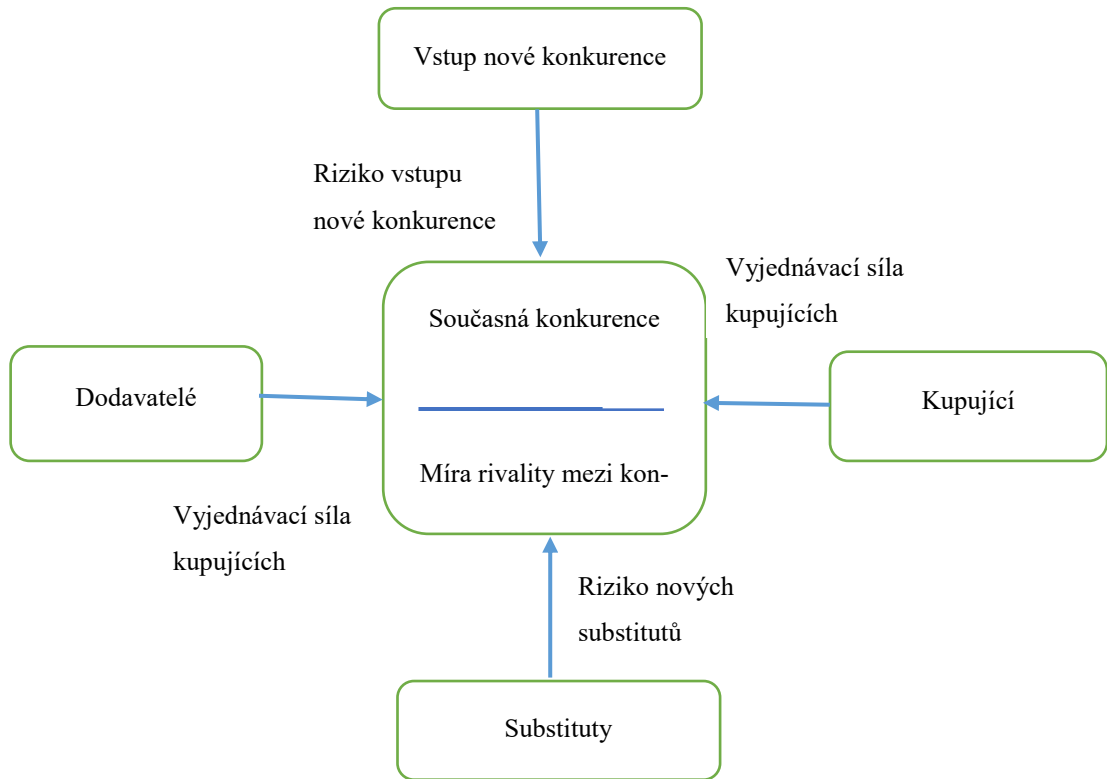 Vstup nové konkurence
Riziko vstupu
nové konkurence
Vyjednávací síla
kupujících
Současná konkurence
Dodavatelé
Kupující
Míra rivality mezi kon-
Vyjednávací síla
kupujících
Riziko nových
substitutů
Substituty